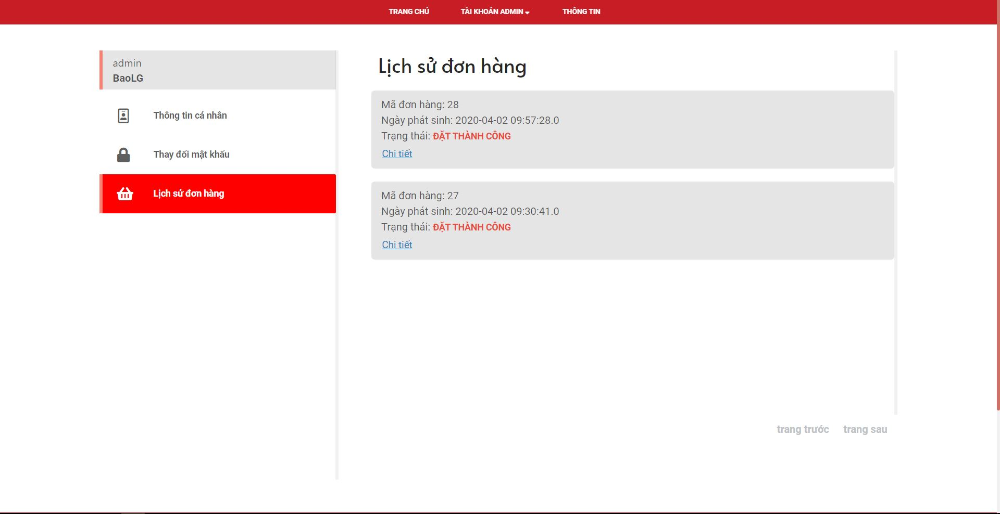 TRANG CHỦ
TÀI KHOẢN ADMIN
THÔNG TIN
admin
BaoLG
Thông tin cá nhân
Thay đổi mật khẩu
Lịch sử đơn hàng
Lịch sử đơn hàng
Mã đơn hàng: 28
Ngày phát sinh: 2020-04-02 09:57:28.0
Trạng thái: ĐẶT THÀNH CÔNG
Chi tiết
Mã đơn hàng: 27
Ngày phát sinh: 2020-04-02 09:30:41.0
Trạng thái: ĐẶT THÀNH CÔNG
Chi tiết
trang trước
trang sau